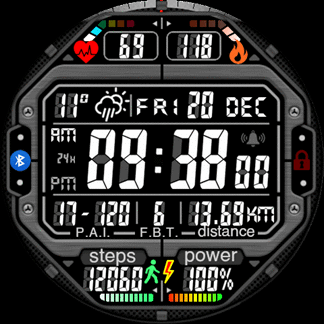 69 118
11° FRI 20 DEC
AM
24H 09:38 00
PM
17-120 6 13.69KM
P.A.I. F.B.T. distance
steps power
12060 100%